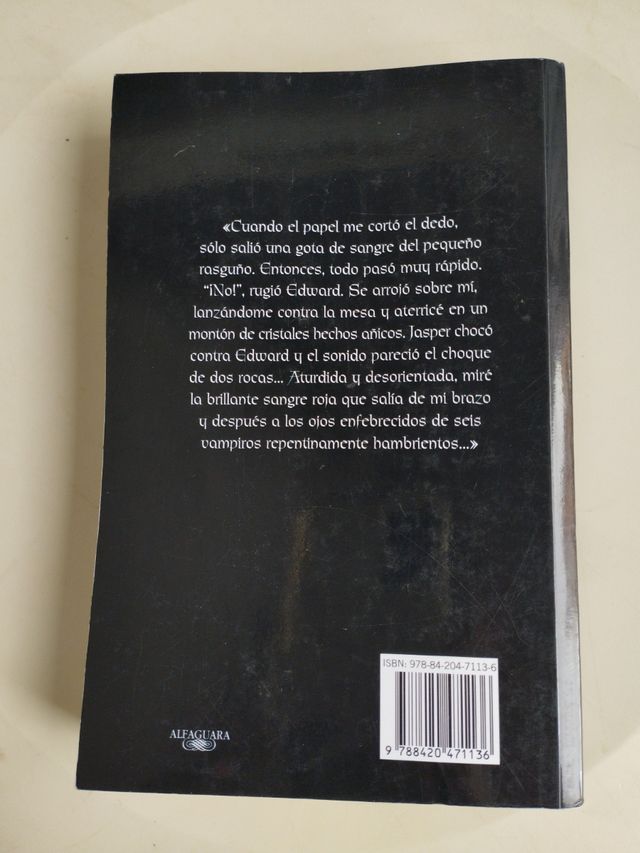 «Cuando el papel me cortó el dedo,
sólo salió una gota de sangre del pequeño
rasguño. Entonces, todo pasó muy rápido.
“¡No!”, rugió Edward. Se arrojó sobre mí,
lanzándome contra la mesa y aterricé en un
montón de cristales hechos añicos. Jasper chocó
contra Edward y el sonido pareció el choque
de dos rocas... Aturdida y desorientada, miré
la brillante sangre roja que salía de mi brazo
y después a los ojos enfebrecidos de seis
vampiros repentinamente hambrientos...»
ISBN: 978-84-204-7113-6
9 788420 471136
ALFAGUARA